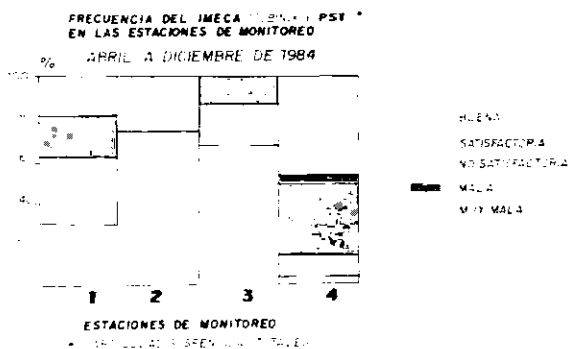 FRECUENCIA DEL IMECA PST *
EN LAS ESTACIONES DE MONITOREO
ABRIL A DICIEMBRE DE 1984
%
100
BUENA
SATISFACTORIA
NO SATISFACTORIA
MALA
MUY MALA
1 2 3 4
ESTACIONES DE MONITOREO